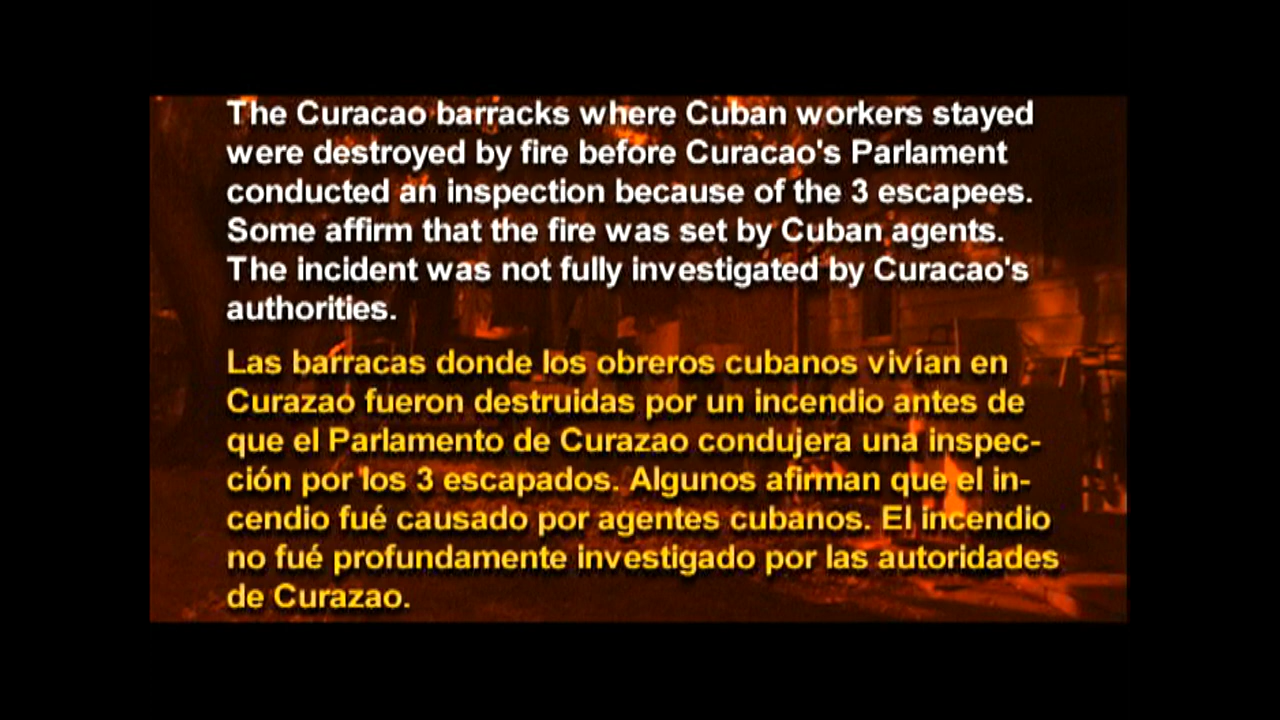 The Curacao barracks where Cuban workers stayed
were destroyed by fire before Curacao's Parlament
conducted an inspection because of the 3 escapees.
Some affirm that the fire was set by Cuban agents.
The incident was not fully investigated by Curacao's
authorities.
Las barracas donde los obreros cubanos vivían en
Curazao fueron destruidas por un incendio antes de
que el Parlamento de Curazao condujera una inspec-
ción por los 3 escapados. Algunos afirman que el in-
cendio fué causado por agentes cubanos. El incendio
no fué profundamente investigado por las autoridades
de Curazao.